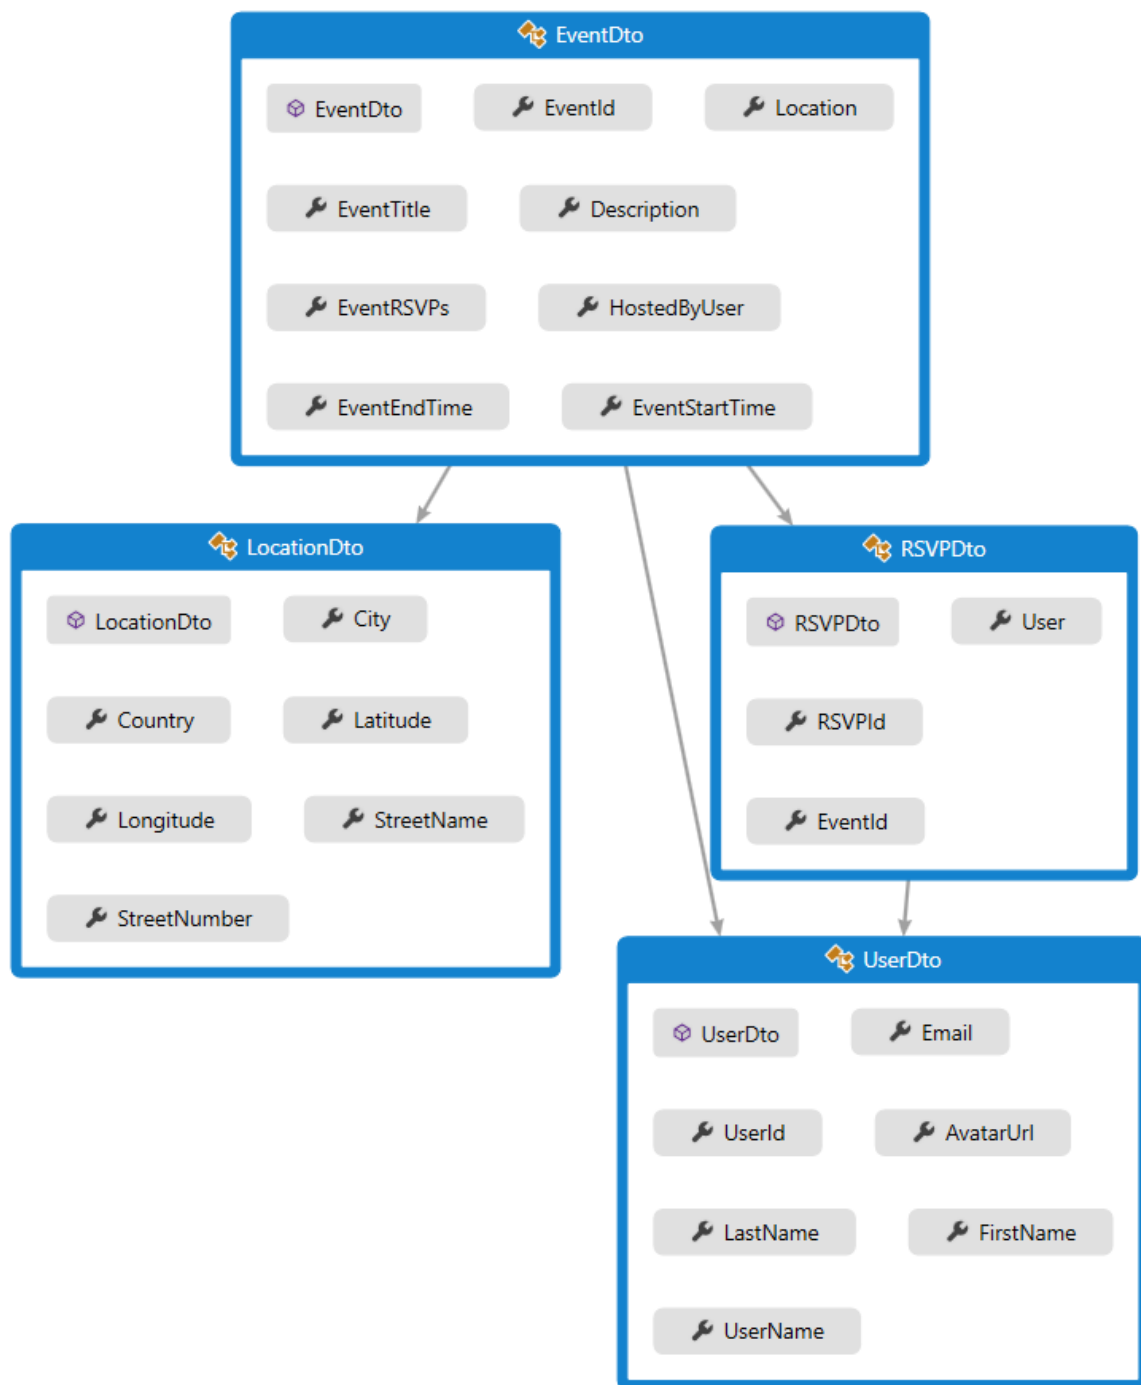 EventDto
EventDto EventId Location
EventTitle Description
EventRSVPs HostedByUser
EventEndTime EventStartTime
LocationDto
LocationDto City
Country Latitude
Longitude StreetName
StreetNumber
RSVPDto
RSVPDto User
RSVPId
EventId
UserDto
UserDto Email
UserId AvatarUrl
LastName FirstName
UserName